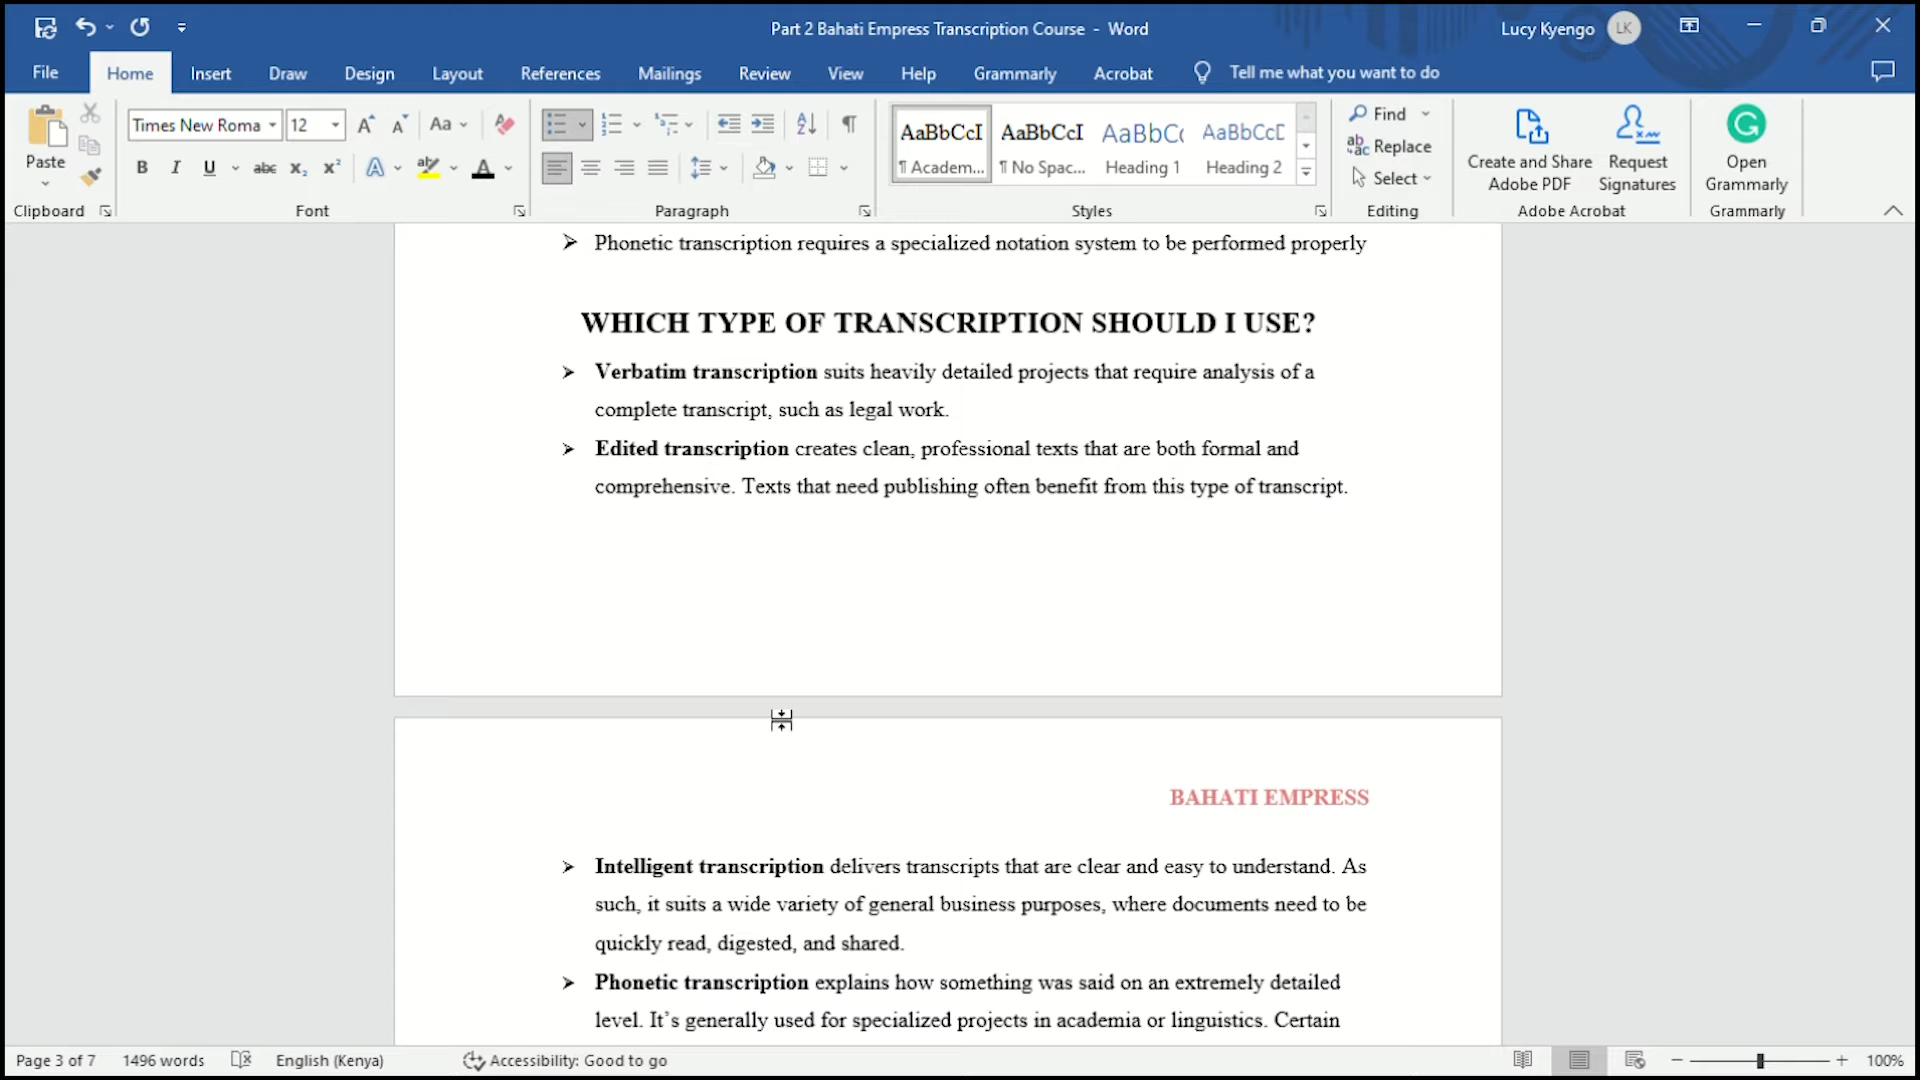 Part 2 Bahati Empress Transcription Course - Word
Lucy Kyengo
LK
File
Home
Insert
Draw
Design
Layout
References
Mailings
Review
View
Help
Grammarly
Acrobat
Tell me what you want to do
Paste
Times New Roma
12
Aa
B
I
U
abc
x₂
x²
A
ab
A
AaBbCcI
¶ Academ...
AaBbCcI
¶ No Spac...
AaBbC
Heading 1
AaBbCcD
Heading 2
Find
Replace
Select
Create and Share
Adobe PDF
Request
Signatures
Open
Grammarly
Clipboard
Font
Paragraph
Styles
Editing
Adobe Acrobat
Grammarly
➢ Phonetic transcription requires a specialized notation system to be performed properly
WHICH TYPE OF TRANSCRIPTION SHOULD I USE?
➢ Verbatim transcription suits heavily detailed projects that require analysis of a
complete transcript, such as legal work.
➢ Edited transcription creates clean, professional texts that are both formal and
comprehensive. Texts that need publishing often benefit from this type of transcript.
BAHATI EMPRESS
➢ Intelligent transcription delivers transcripts that are clear and easy to understand. As
such, it suits a wide variety of general business purposes, where documents need to be
quickly read, digested, and shared.
➢ Phonetic transcription explains how something was said on an extremely detailed
level. It’s generally used for specialized projects in academia or linguistics. Certain
Page 3 of 7
1496 words
English (Kenya)
Accessibility: Good to go
100%